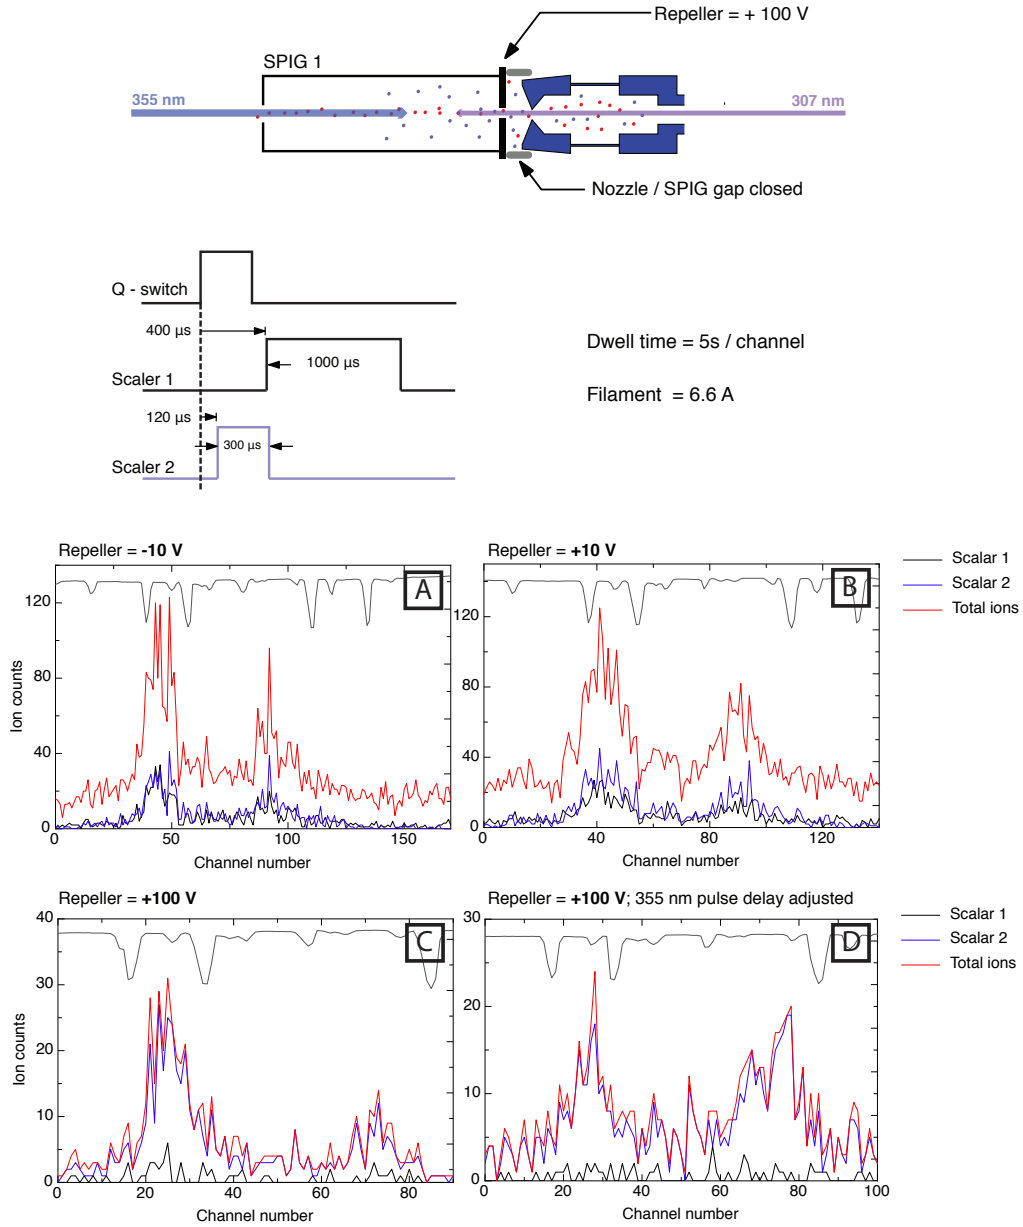 Repeller = + 100 V
SPIG 1
355 nm
307 nm
Nozzle / SPIG gap closed
Q - switch
400 µs
Dwell time = 5s / channel
1000 µs
Scaler 1
Filament = 6.6 A
120 µs
300 µs
Scaler 2
Repeller = -10 V
Repeller = +10 V
A
B
Scalar 1
Scalar 2
Total ions
120
80
40
0
Ion counts
0 50 100 150
Channel number
120
80
40
0
0 40 80 120
Channel number
Repeller = +100 V
Repeller = +100 V; 355 nm pulse delay adjusted
C
D
Scalar 1
Scalar 2
Total ions
40
30
20
10
0
Ion counts
0 20 40 60 80
Channel number
30
20
10
0
0 20 40 60 80 100
Channel number